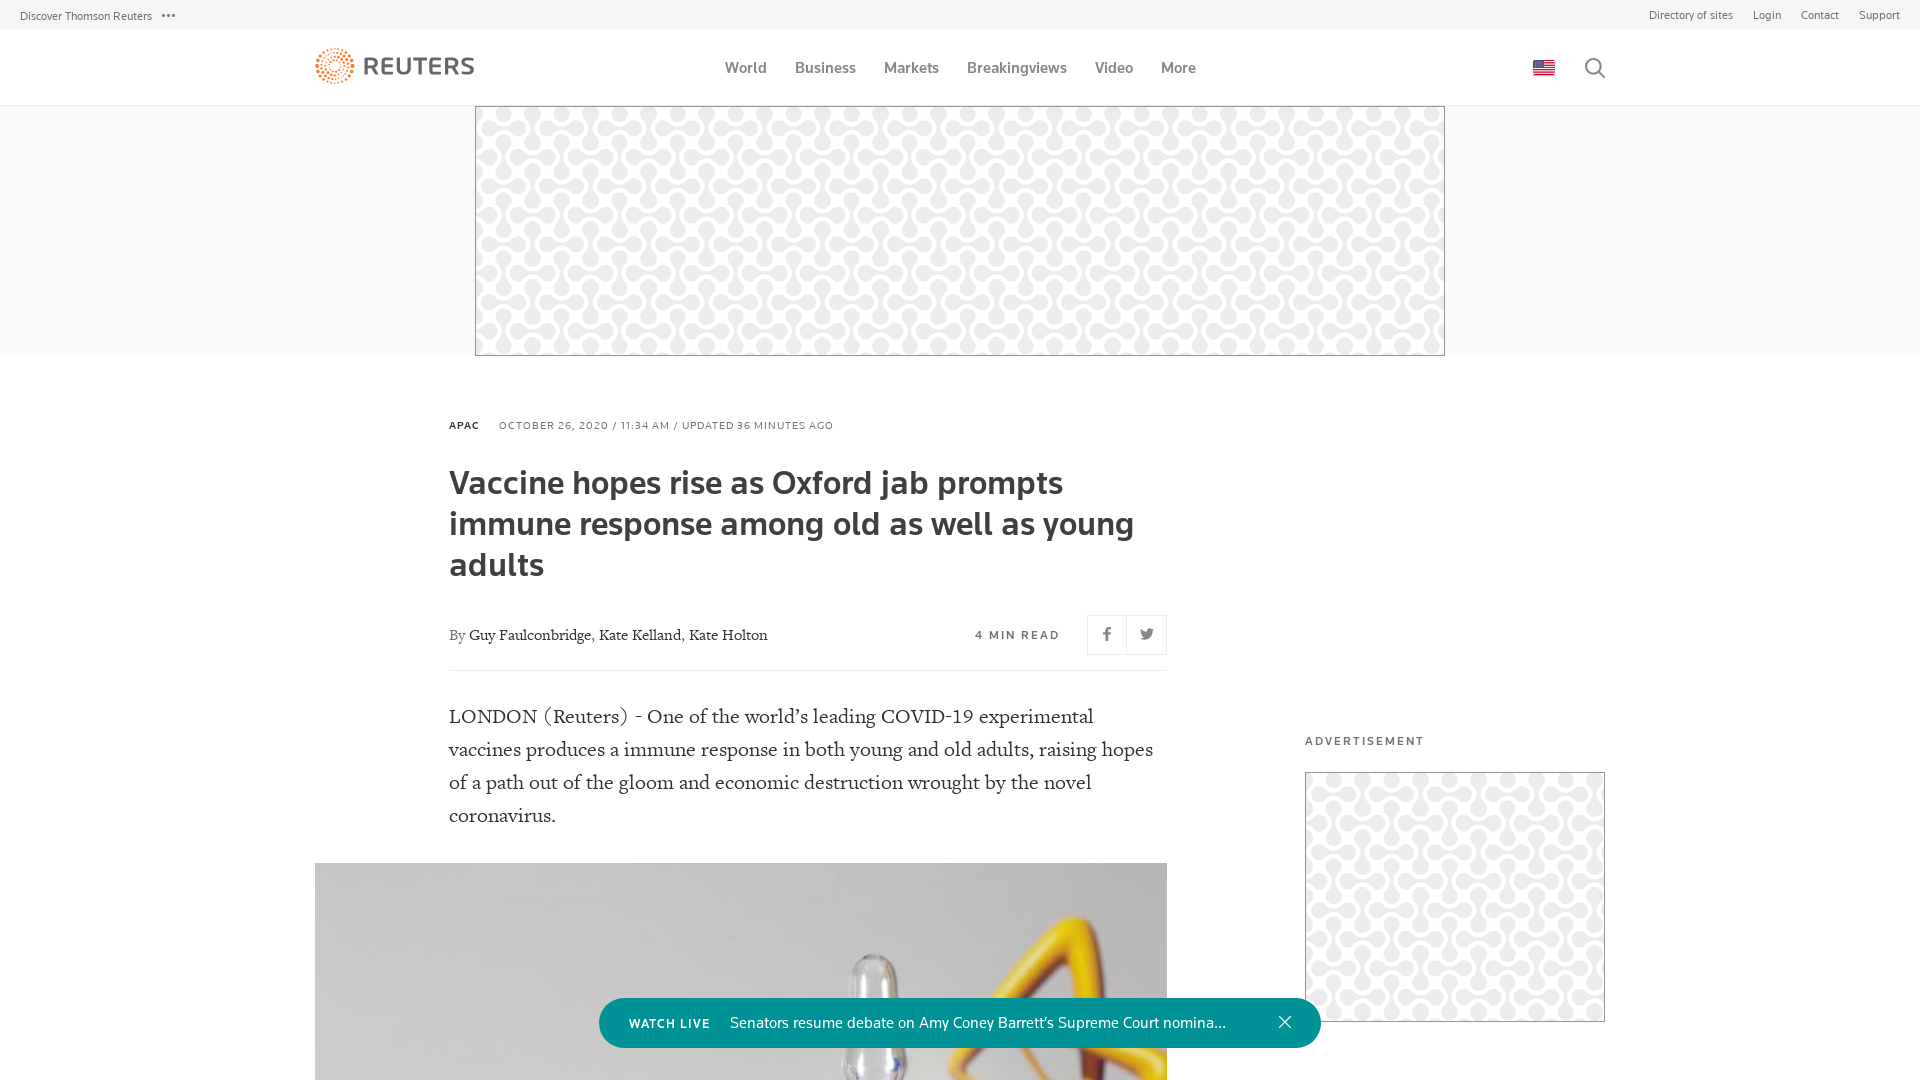 Discover Thomson Reuters
Directory of sites Login Contact Support
REUTERS
World Business Markets Breakingviews Video More
APAC OCTOBER 26, 2020 / 11:34 AM / UPDATED 36 MINUTES AGO
Vaccine hopes rise as Oxford jab prompts
immune response among old as well as young
adults
By Guy Faulconbridge, Kate Kelland, Kate Holton
4 MIN READ
LONDON (Reuters) - One of the world’s leading COVID-19 experimental
vaccines produces a immune response in both young and old adults, raising hopes
of a path out of the gloom and economic destruction wrought by the novel
coronavirus.
ADVERTISEMENT
WATCH LIVE Senators resume debate on Amy Coney Barrett’s Supreme Court nomina...